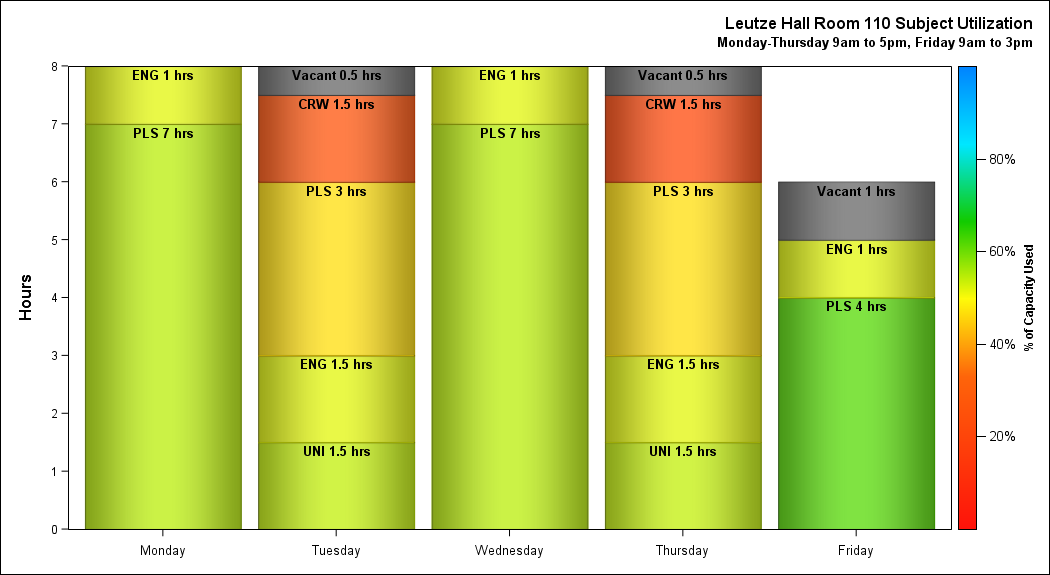 Leutze Hall Room 110 Subject Utilization
Monday-Thursday 9am to 5pm, Friday 9am to 3pm
Hours
8
7
6
5
4
3
2
1
0
ENG 1 hrs
PLS 7 hrs
Vacant 0.5 hrs
CRW 1.5 hrs
PLS 3 hrs
ENG 1.5 hrs
UNI 1.5 hrs
ENG 1 hrs
PLS 7 hrs
Vacant 0.5 hrs
CRW 1.5 hrs
PLS 3 hrs
ENG 1.5 hrs
UNI 1.5 hrs
Vacant 1 hrs
ENG 1 hrs
PLS 4 hrs
Monday
Tuesday
Wednesday
Thursday
Friday
80%
60%
40%
20%
% of Capacity Used